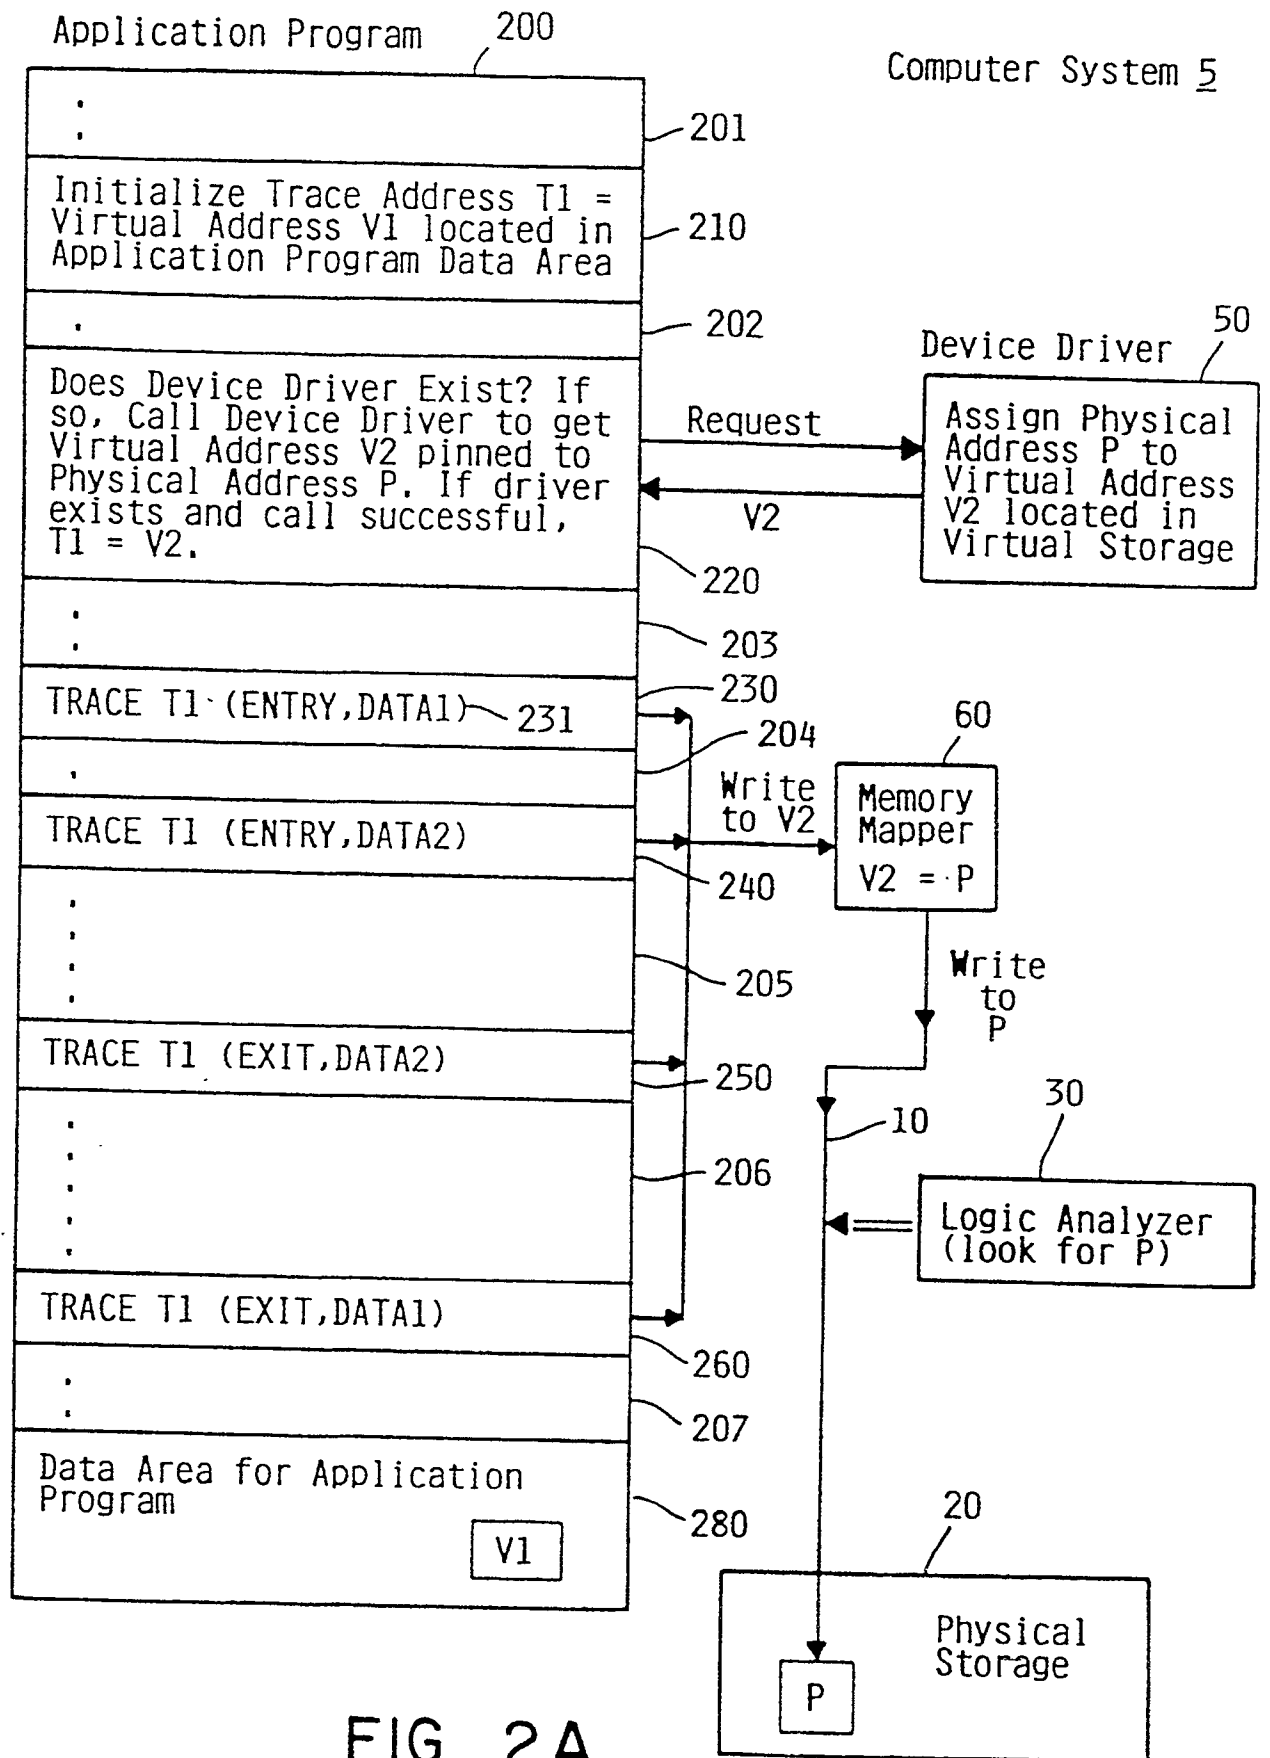 Application Program
200
Computer System 5
201
Initialize Trace Address T1 =
Virtual Address V1 located in
Application Program Data Area
210
202
Does Device Driver Exist? If
so, Call Device Driver to get
Virtual Address V2 pinned to
Physical Address P. If driver
exists and call successful,
T1 = V2.
220
Request
V2
Device Driver
50
Assign Physical
Address P to
Virtual Address
V2 located in
Virtual Storage
203
TRACE T1 (ENTRY,DATA1)
231
230
204
TRACE T1 (ENTRY,DATA2)
240
Write
to V2
60
Memory
Mapper
V2 = P
205
Write
to
P
TRACE T1 (EXIT,DATA2)
250
10
30
Logic Analyzer
(look for P)
206
TRACE T1 (EXIT,DATA1)
260
207
Data Area for Application
Program
V1
280
20
Physical
Storage
P
FIG. 2A